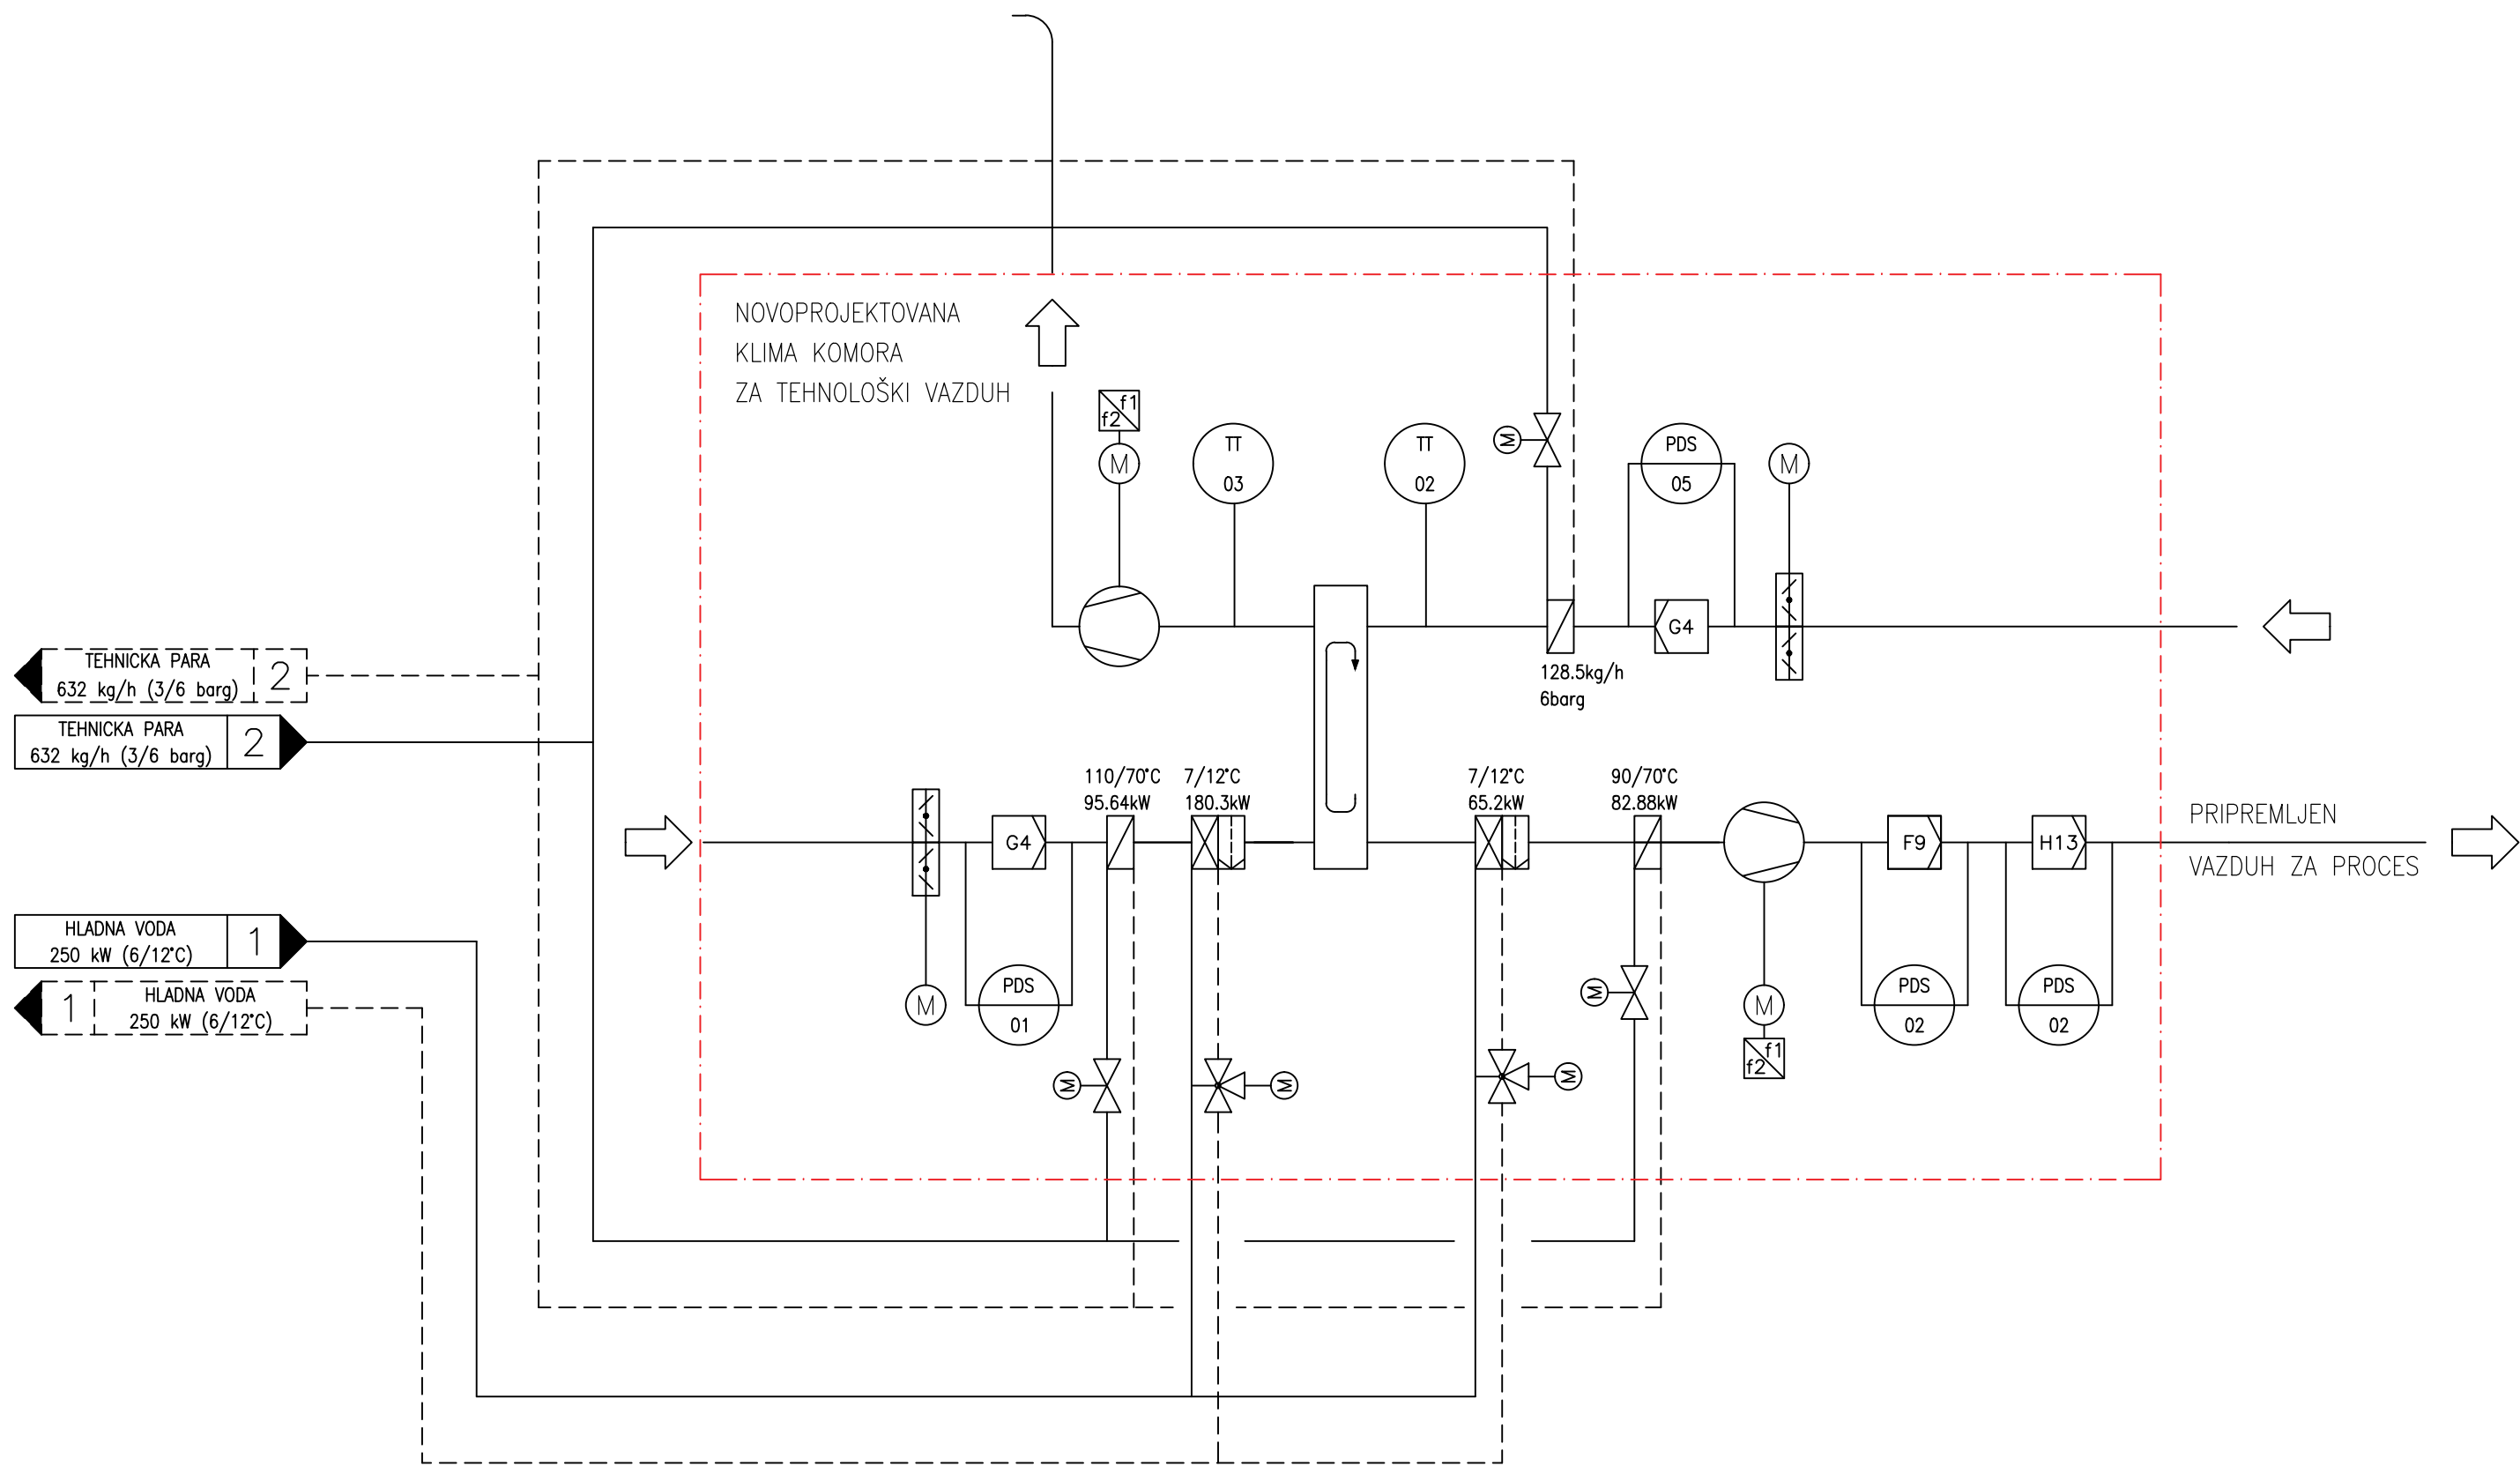 NOVOPROJEKTOVANA
KLIMA KOMORA
ZA TEHNOLOŠKI VAZDUH
f1
f2
M
TT
03
TT
02
M
PDS
05
M
G4
128.5kg/h
6barg
TEHNICKA PARA
632 kg/h (3/6 barg)
2
TEHNICKA PARA
632 kg/h (3/6 barg)
2
110/70°C
95.64kW
7/12°C
180.3kW
7/12°C
65.2kW
90/70°C
82.88kW
G4
F9
H13
PRIPREMLJEN
VAZDUH ZA PROCES
HLADNA VODA
250 kW (6/12°C)
1
1
HLADNA VODA
250 kW (6/12°C)
M
PDS
01
M
M
M
M
M
f1
f2
PDS
02
PDS
02